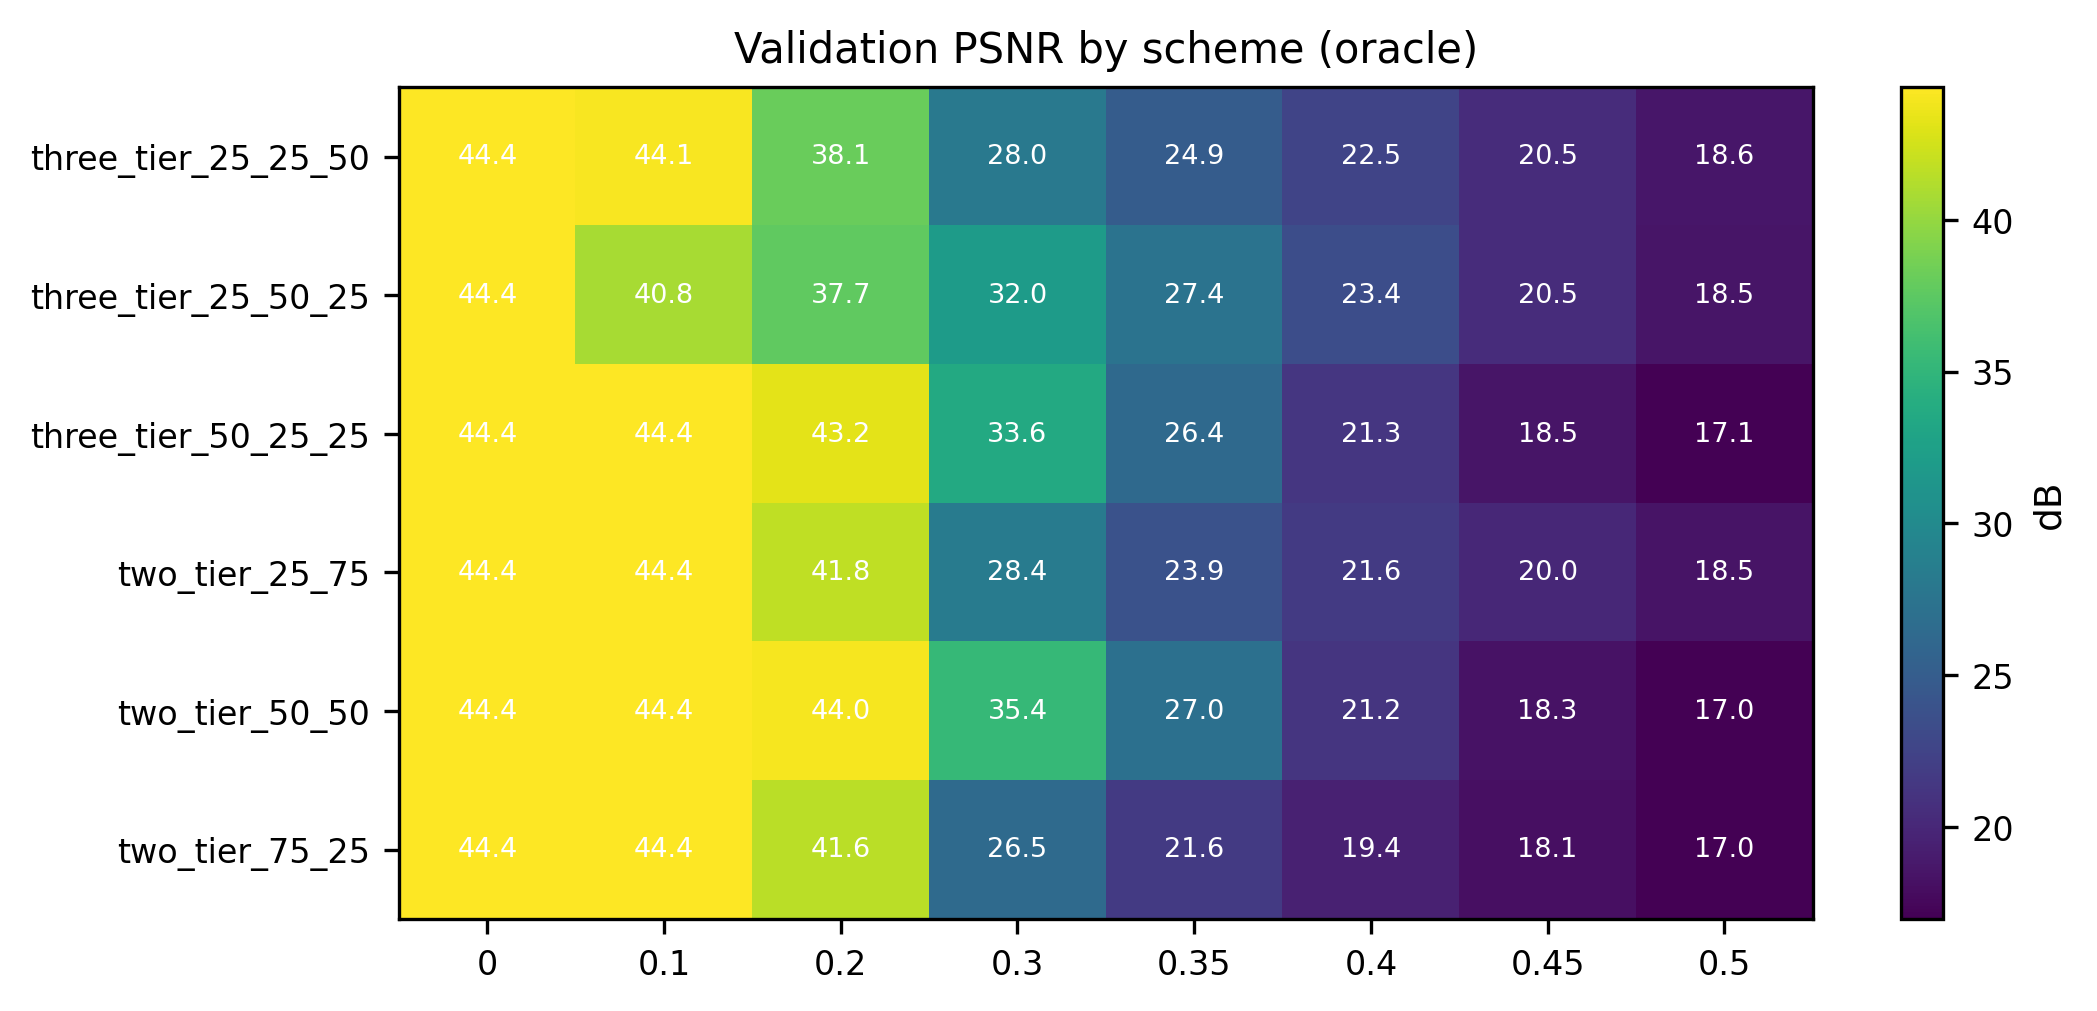 Validation PSNR by scheme (oracle)
three_tier_25_25_50 44.4 44.1 38.1 28.0 24.9 22.5 20.5 18.6
three_tier_25_50_25 44.4 40.8 37.7 32.0 27.4 23.4 20.5 18.5
three_tier_50_25_25 44.4 44.4 43.2 33.6 26.4 21.3 18.5 17.1
two_tier_25_75 44.4 44.4 41.8 28.4 23.9 21.6 20.0 18.5
two_tier_50_50 44.4 44.4 44.0 35.4 27.0 21.2 18.3 17.0
two_tier_75_25 44.4 44.4 41.6 26.5 21.6 19.4 18.1 17.0
0 0.1 0.2 0.3 0.35 0.4 0.45 0.5
40
35
30
25
20
dB